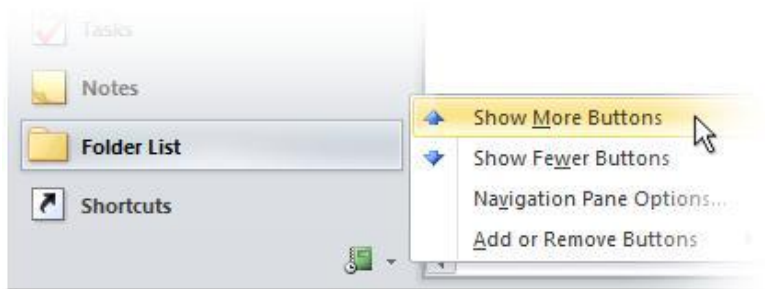 Tasks
Notes
Folder List
Shortcuts
Show More Buttons
Show Fewer Buttons
Navigation Pane Options...
Add or Remove Buttons